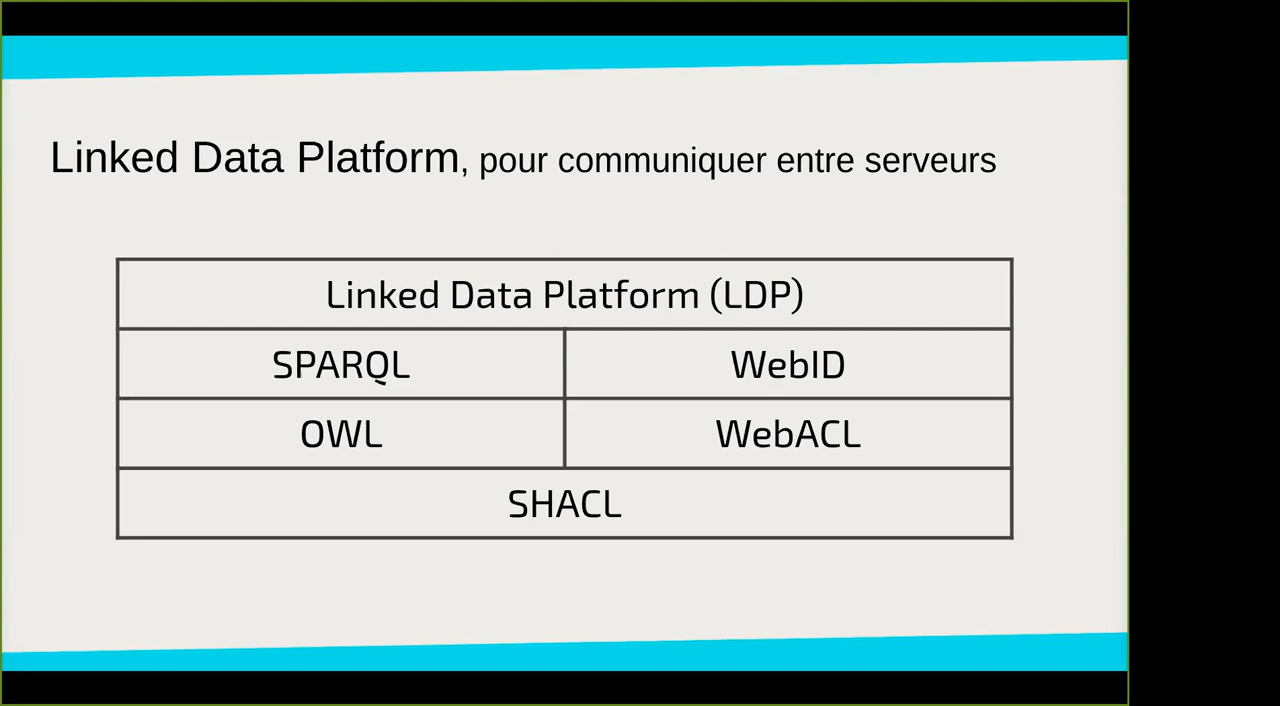 Linked Data Platform, pour communiquer entre serveurs
Linked Data Platform (LDP)
SPARQL WebID
OWL WebACL
SHACL